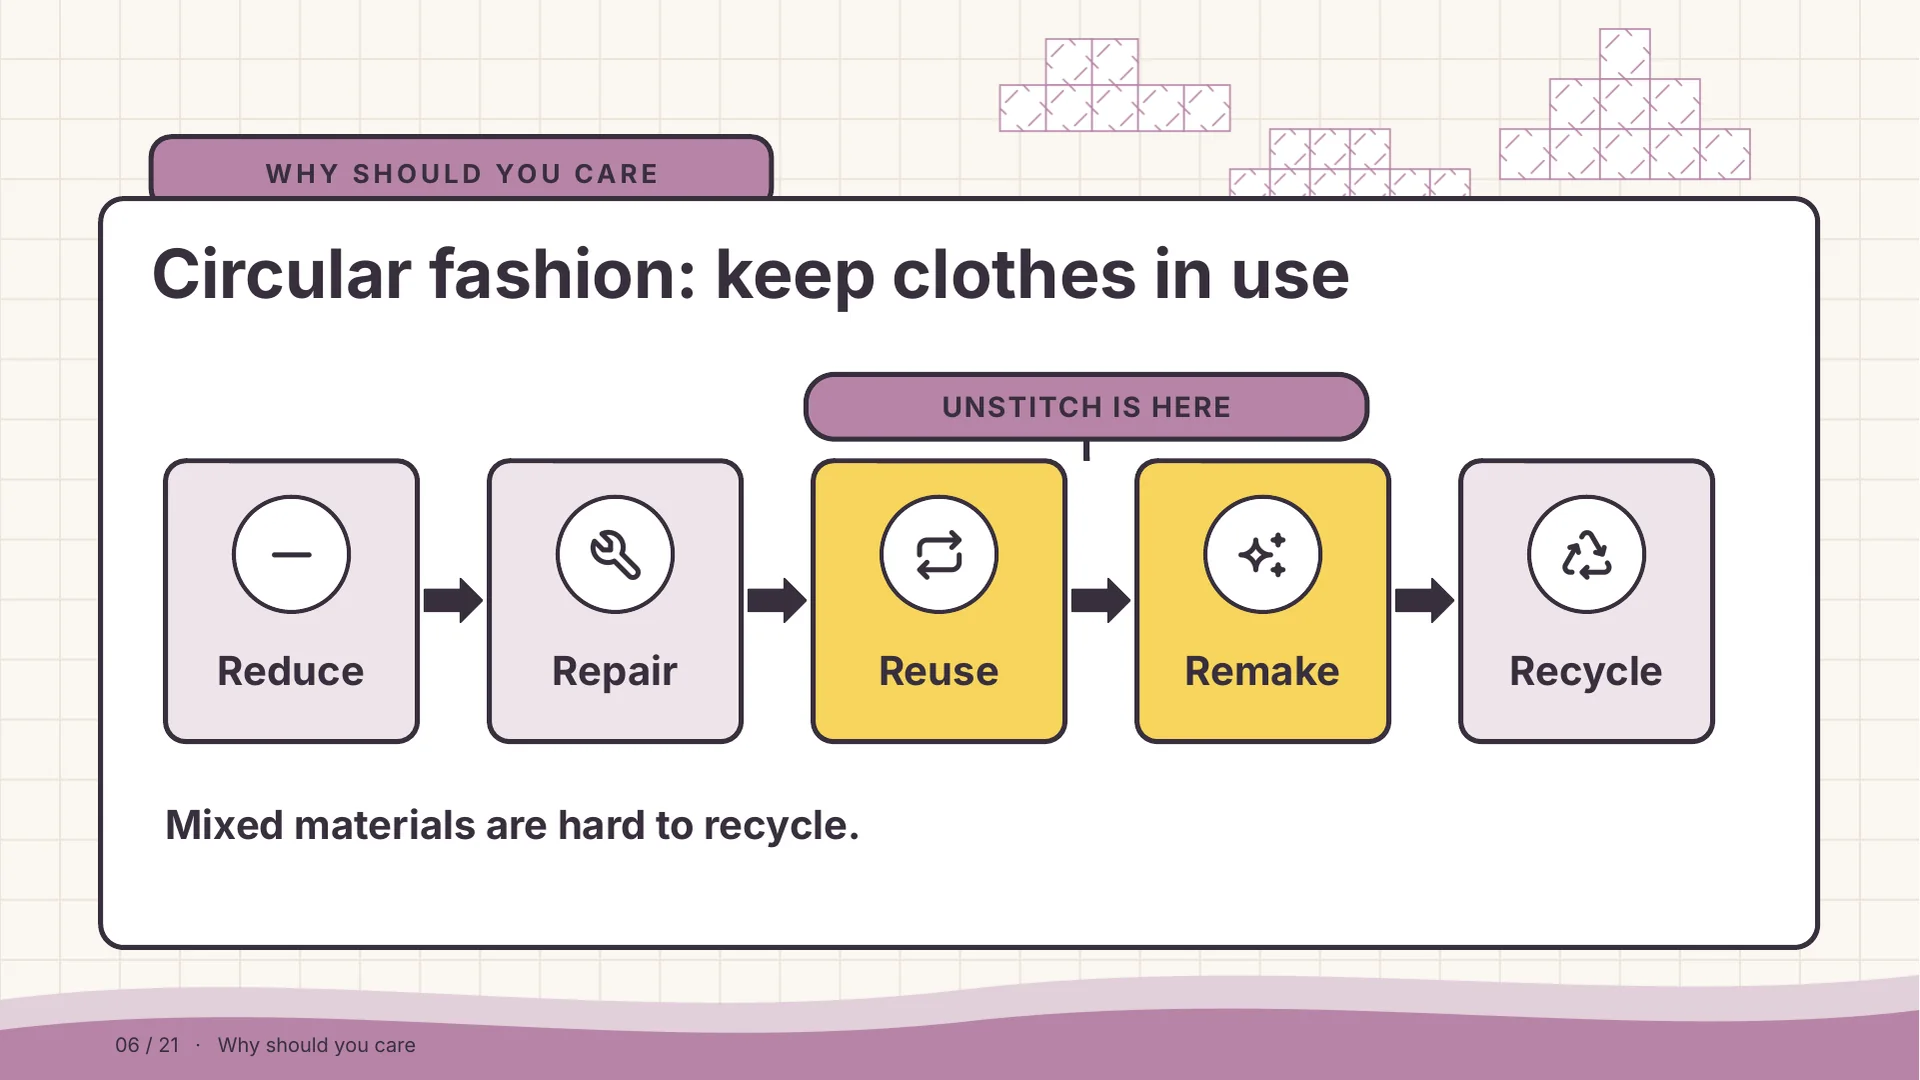 WHY SHOULD YOU CARE
Circular fashion: keep clothes in use
UNSTITCH IS HERE
Reduce
Repair
Reuse
Remake
Recycle
Mixed materials are hard to recycle.
06 / 21 · Why should you care